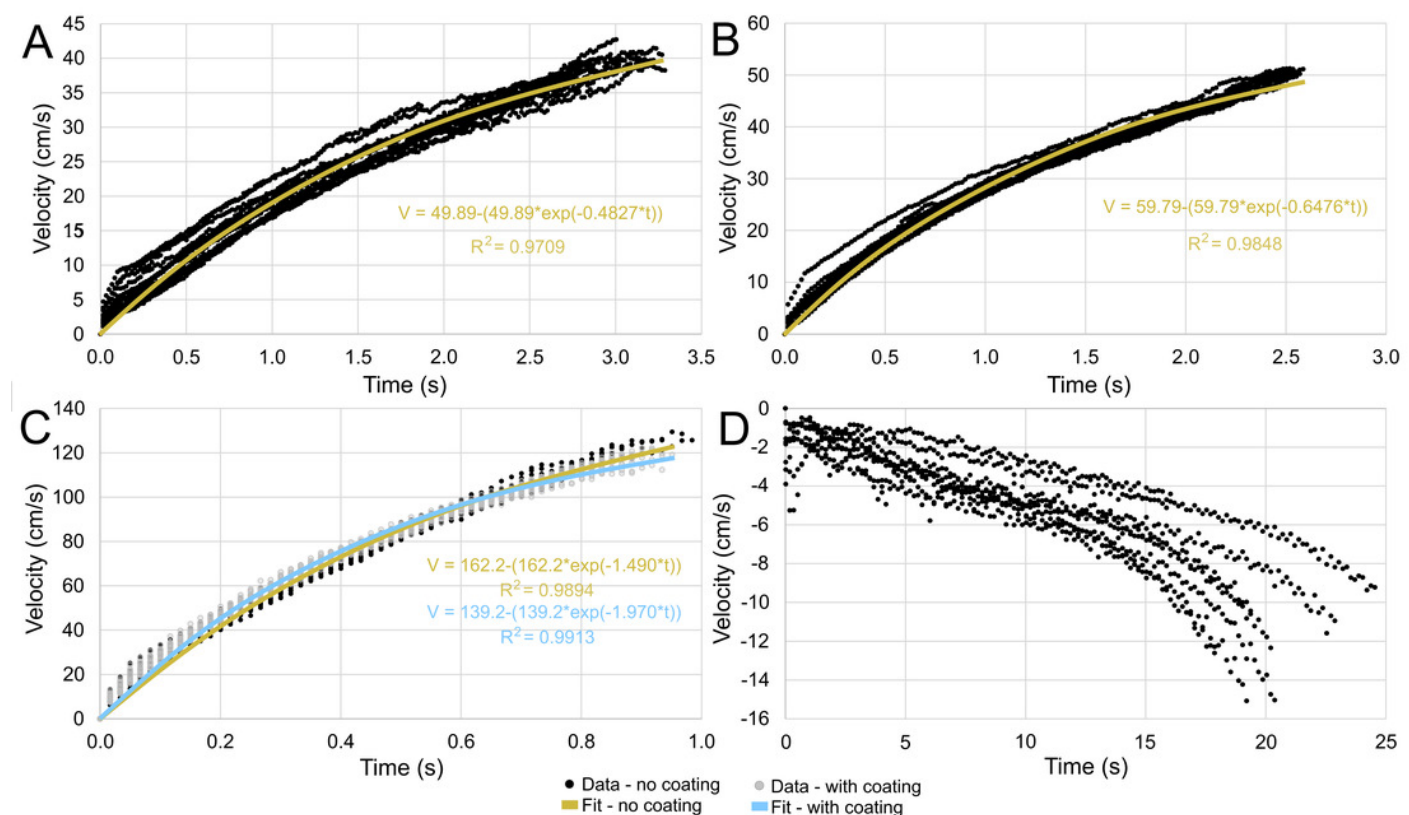 A
45
40
35
30
25
20
15
10
5
0
Velocity (cm/s)
V = 49.89-(49.89*exp(-0.4827*t))
R2 = 0.9709
0.0 0.5 1.0 1.5 2.0 2.5 3.0 3.5
Time (s)
B
60
50
40
30
20
10
0
Velocity (cm/s)
V = 59.79-(59.79*exp(-0.6476*t))
R2 = 0.9848
0.0 0.5 1.0 1.5 2.0 2.5 3.0
Time (s)
C
140
120
100
80
60
40
20
0
Velocity (cm/s)
V = 162.2-(162.2*exp(-1.490*t))
R2 = 0.9894
V = 139.2-(139.2*exp(-1.970*t))
R2 = 0.9913
0.0 0.2 0.4 0.6 0.8 1.0
Time (s)
D
0
-2
-4
-6
-8
-10
-12
-14
-16
Velocity (cm/s)
0 5 10 15 20 25
Time (s)
Data - no coating Data - with coating
Fit - no coating Fit - with coating